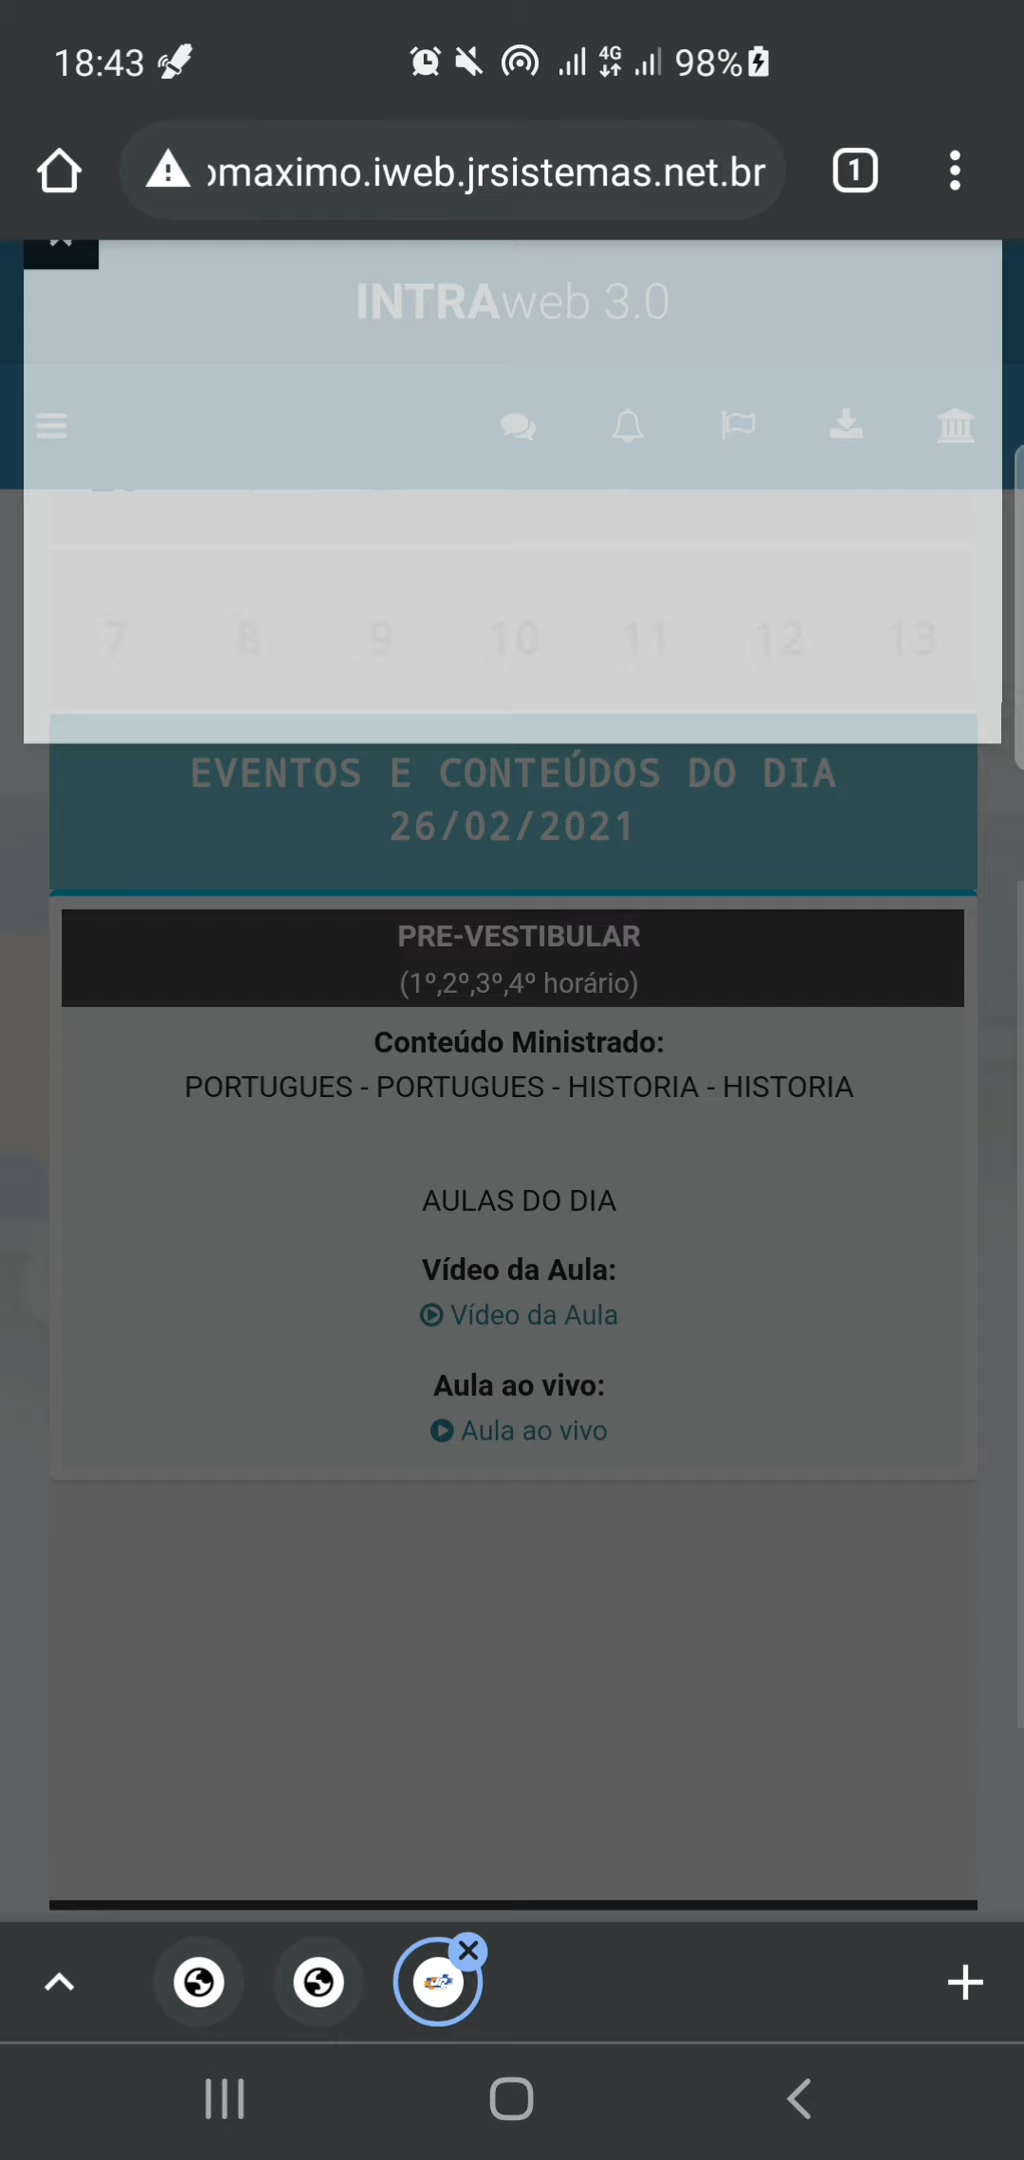 18:43
4G
98%
omaximo.iweb.jrsistemas.net.br
1
INTRAweb 3.0
7 8 9 10 11 12 13
EVENTOS E CONTEÚDOS DO DIA
26/02/2021
PRE-VESTIBULAR
(1º,2º,3º,4º horário)
Conteúdo Ministrado:
PORTUGUES - PORTUGUES - HISTORIA - HISTORIA
AULAS DO DIA
Vídeo da Aula:
Vídeo da Aula
Aula ao vivo:
Aula ao vivo